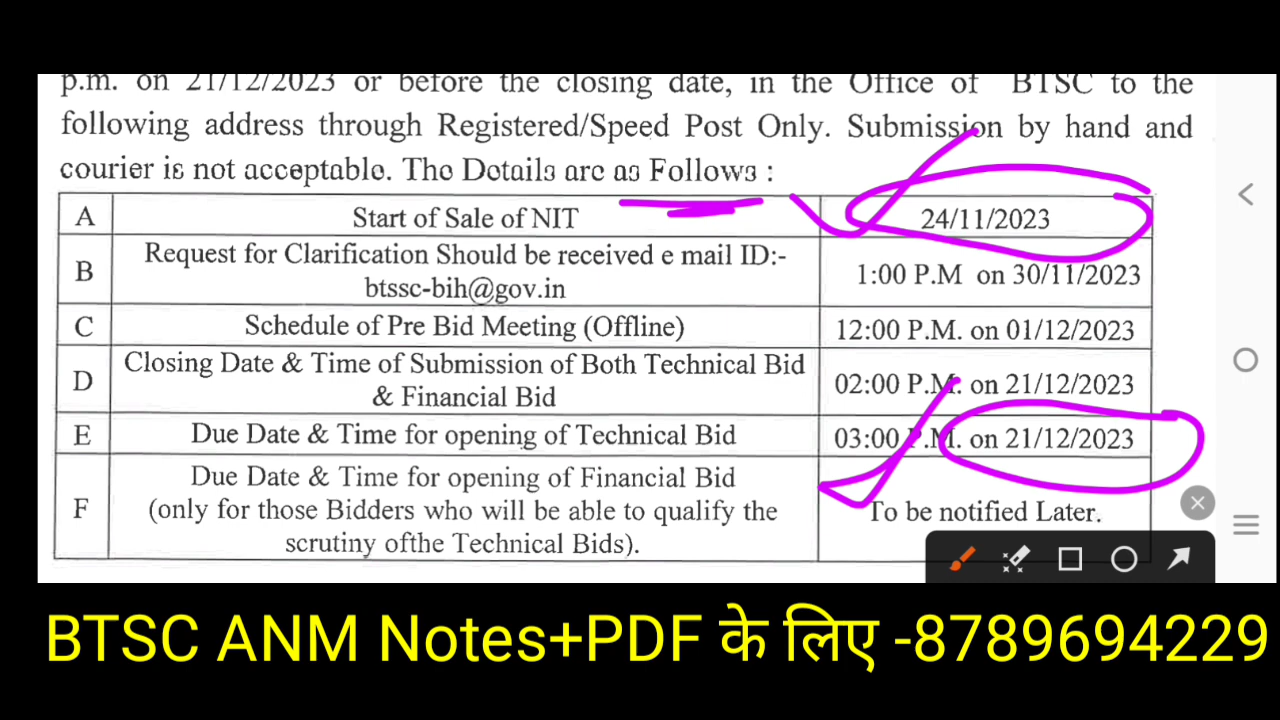 p.m. on 21/12/2023 or before the closing date, in the Office of BTSC to the
following address through Registered/Speed Post Only. Submission by hand and
courier is not acceptable. The Details are as Follows :
A Start of Sale of NIT 24/11/2023
B Request for Clarification Should be received e mail ID:- btssc-bih@gov.in 1:00 P.M on 30/11/2023
C Schedule of Pre Bid Meeting (Offline) 12:00 P.M. on 01/12/2023
D Closing Date & Time of Submission of Both Technical Bid & Financial Bid 02:00 P.M. on 21/12/2023
E Due Date & Time for opening of Technical Bid 03:00 P.M. on 21/12/2023
F Due Date & Time for opening of Financial Bid (only for those Bidders who will be able to qualify the scrutiny ofthe Technical Bids). To be notified Later.
BTSC ANM Notes+PDF के लिए -8789694229